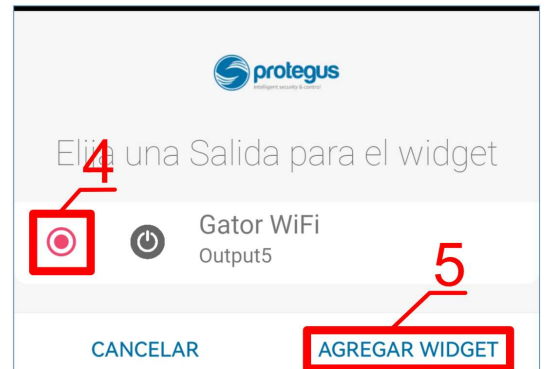 protegus
intelligent security & control
Elija una Salida para el widget
4
Gator WiFi
Output5
5
CANCELAR
AGREGAR WIDGET